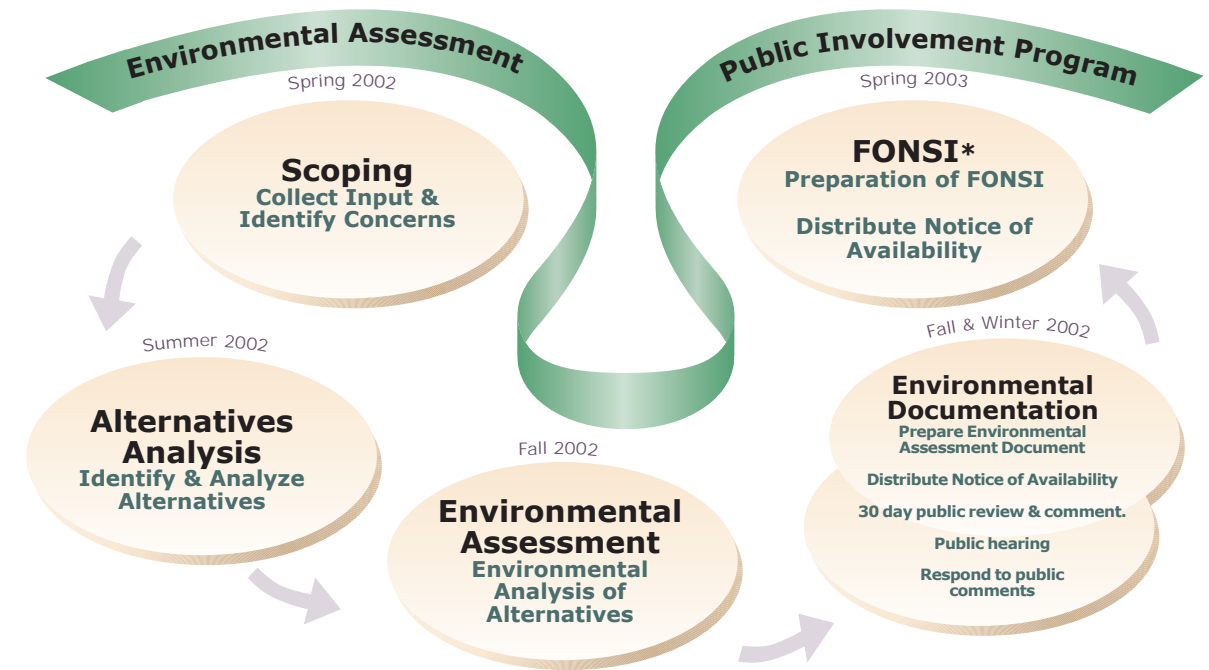 Environmental Assessment
Public Involvement Program
Spring 2002
Scoping
Collect Input &
Identify Concerns
Summer 2002
Alternatives
Analysis
Identify & Analyze
Alternatives
Fall 2002
Environmental
Assessment
Environmental
Analysis of
Alternatives
Fall & Winter 2002
Environmental
Documentation
Prepare Environmental
Assessment Document
Distribute Notice of Availability
30 day public review & comment.
Public hearing
Respond to public
comments
Spring 2003
FONSI*
Preparation of FONSI
Distribute Notice of
Availability